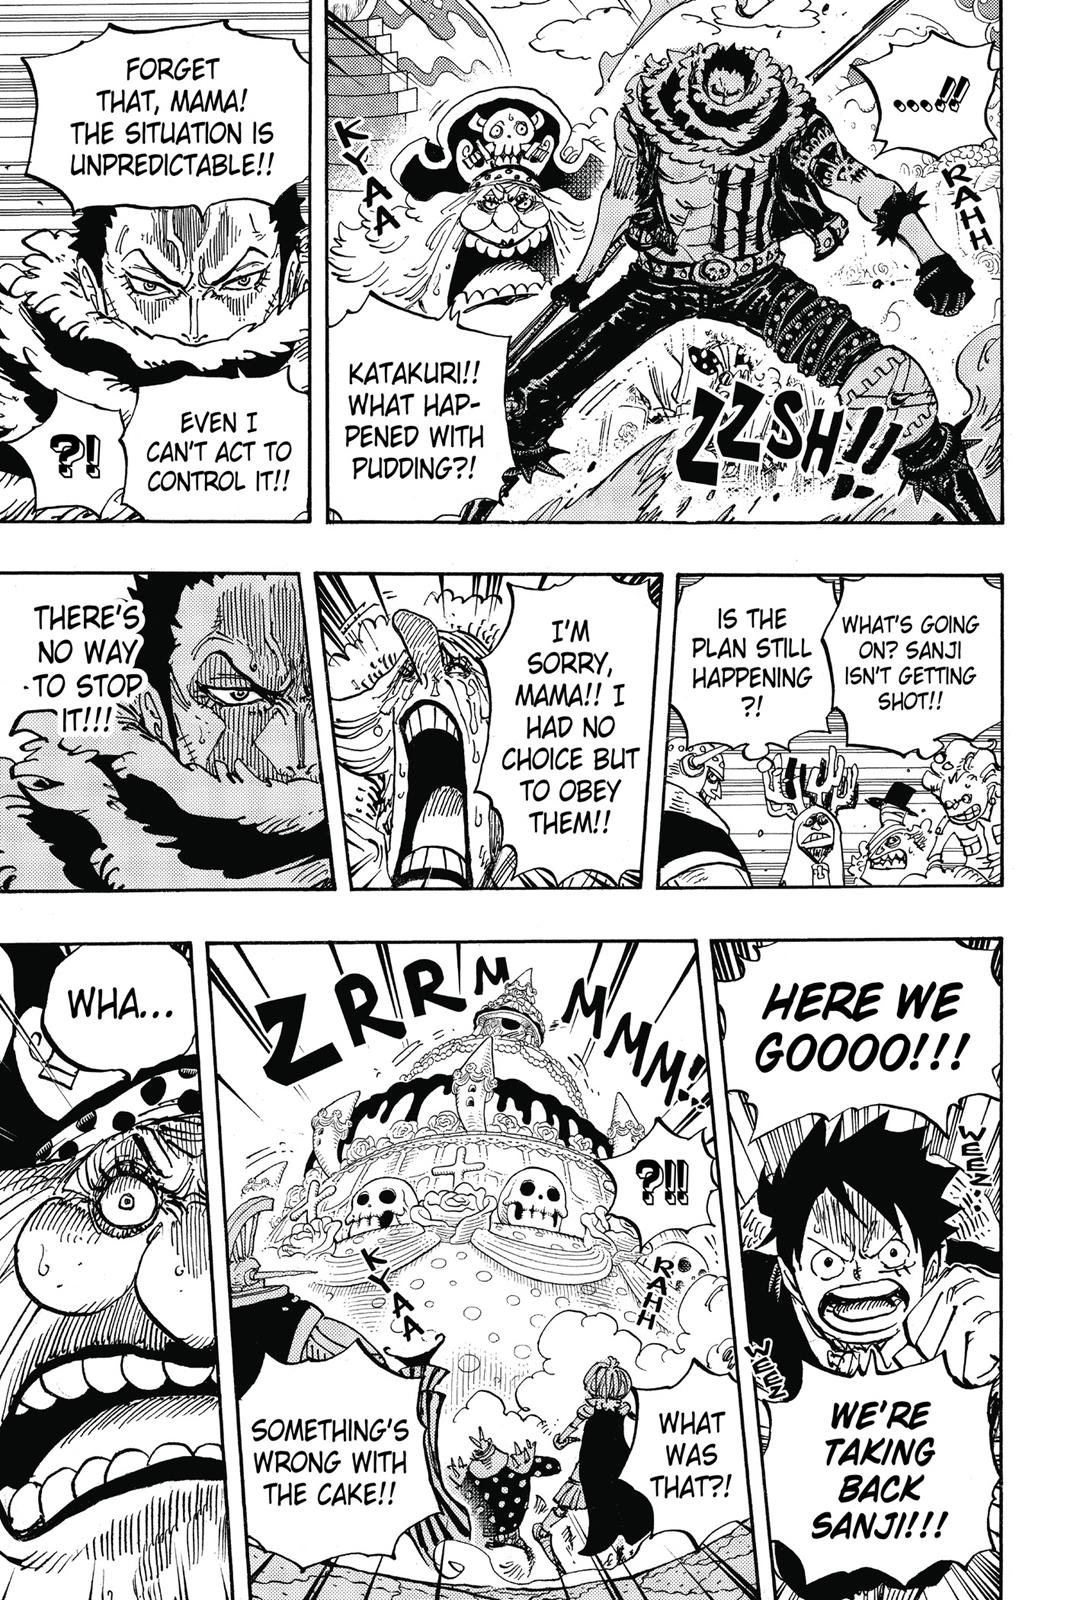 ....!!
RAHH
KYAA
KATAKURI!!
WHAT HAP-
PENED WITH
PUDDING?!
ZZSH!!
FORGET
THAT, MAMA!
THE SITUATION IS
UNPREDICTABLE!!
EVEN I
CAN'T ACT TO
CONTROL IT!!
?!
WHAT'S GOING
ON? SANJI
ISN'T GETTING
SHOT!!
IS THE
PLAN STILL
HAPPENING
?!
I'M
SORRY,
MAMA!! I
HAD NO
CHOICE BUT
TO OBEY
THEM!!
THERE'S
NO WAY
TO STOP
IT!!!
HERE WE
GOOOO!!!
WEEZ
WEEZ
WE'RE
TAKING
BACK
SANJI!!!
ZRRMMMM!!
?!!
RAHH
KYAA
WHAT
WAS
THAT?!
SOMETHING'S
WRONG WITH
THE CAKE!!
WHA...